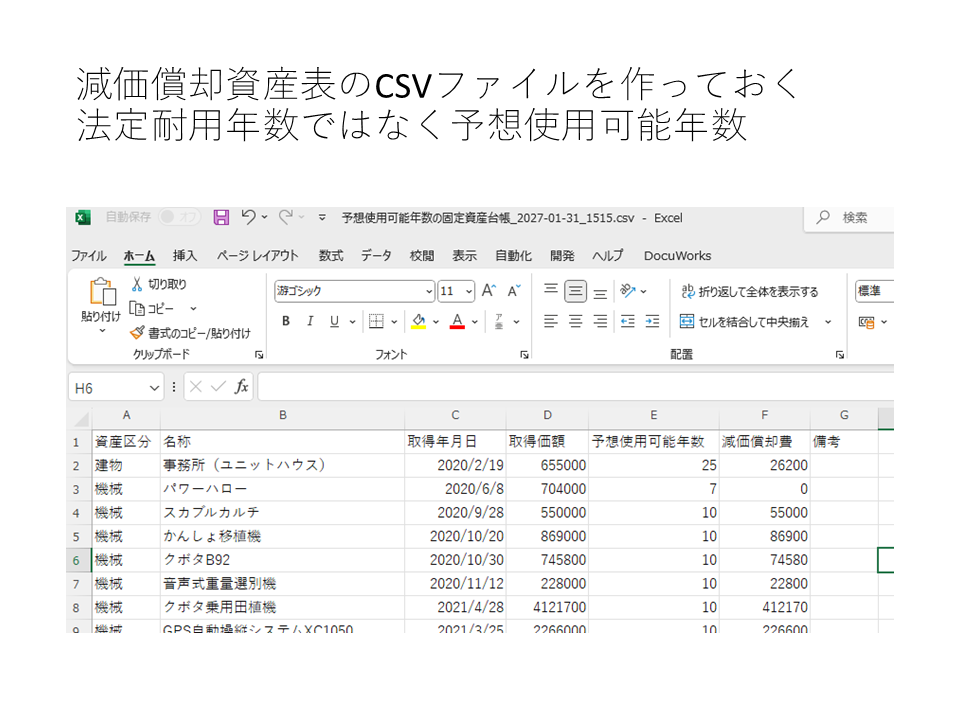 減価償却資産表のCSVファイルを作っておく
法定耐用年数ではなく予想使用可能年数
自動保存 オフ 予想使用可能年数の固定資産台帳_2027-01-31_1515.csv - Excel 検索
ファイル ホーム 挿入 ページ レイアウト 数式 データ 校閲 表示 自動化 開発 ヘルプ DocuWorks
貼り付け 切り取り コピー 書式のコピー/貼り付け
クリップボード
游ゴシック 11 A A
B I U A ア亜
フォント
折り返して全体を表示する
セルを結合して中央揃え
配置
標準
H6 fx
A B C D E F G
1 資産区分 名称 取得年月日 取得価額 予想使用可能年数 減価償却費 備考
2 建物 事務所（ユニットハウス） 2020/2/19 655000 25 26200
3 機械 パワーハロー 2020/6/8 704000 7 0
4 機械 スカブルカルチ 2020/9/28 550000 10 55000
5 機械 かんしょ移植機 2020/10/20 869000 10 86900
6 機械 クボタB92 2020/10/30 745800 10 74580
7 機械 音声式重量選別機 2020/11/12 228000 10 22800
8 機械 クボタ乗用田植機 2021/4/28 4121700 10 412170
9 機械 GPS自動操縦システムXC1050 2021/3/25 2266000 10 226600